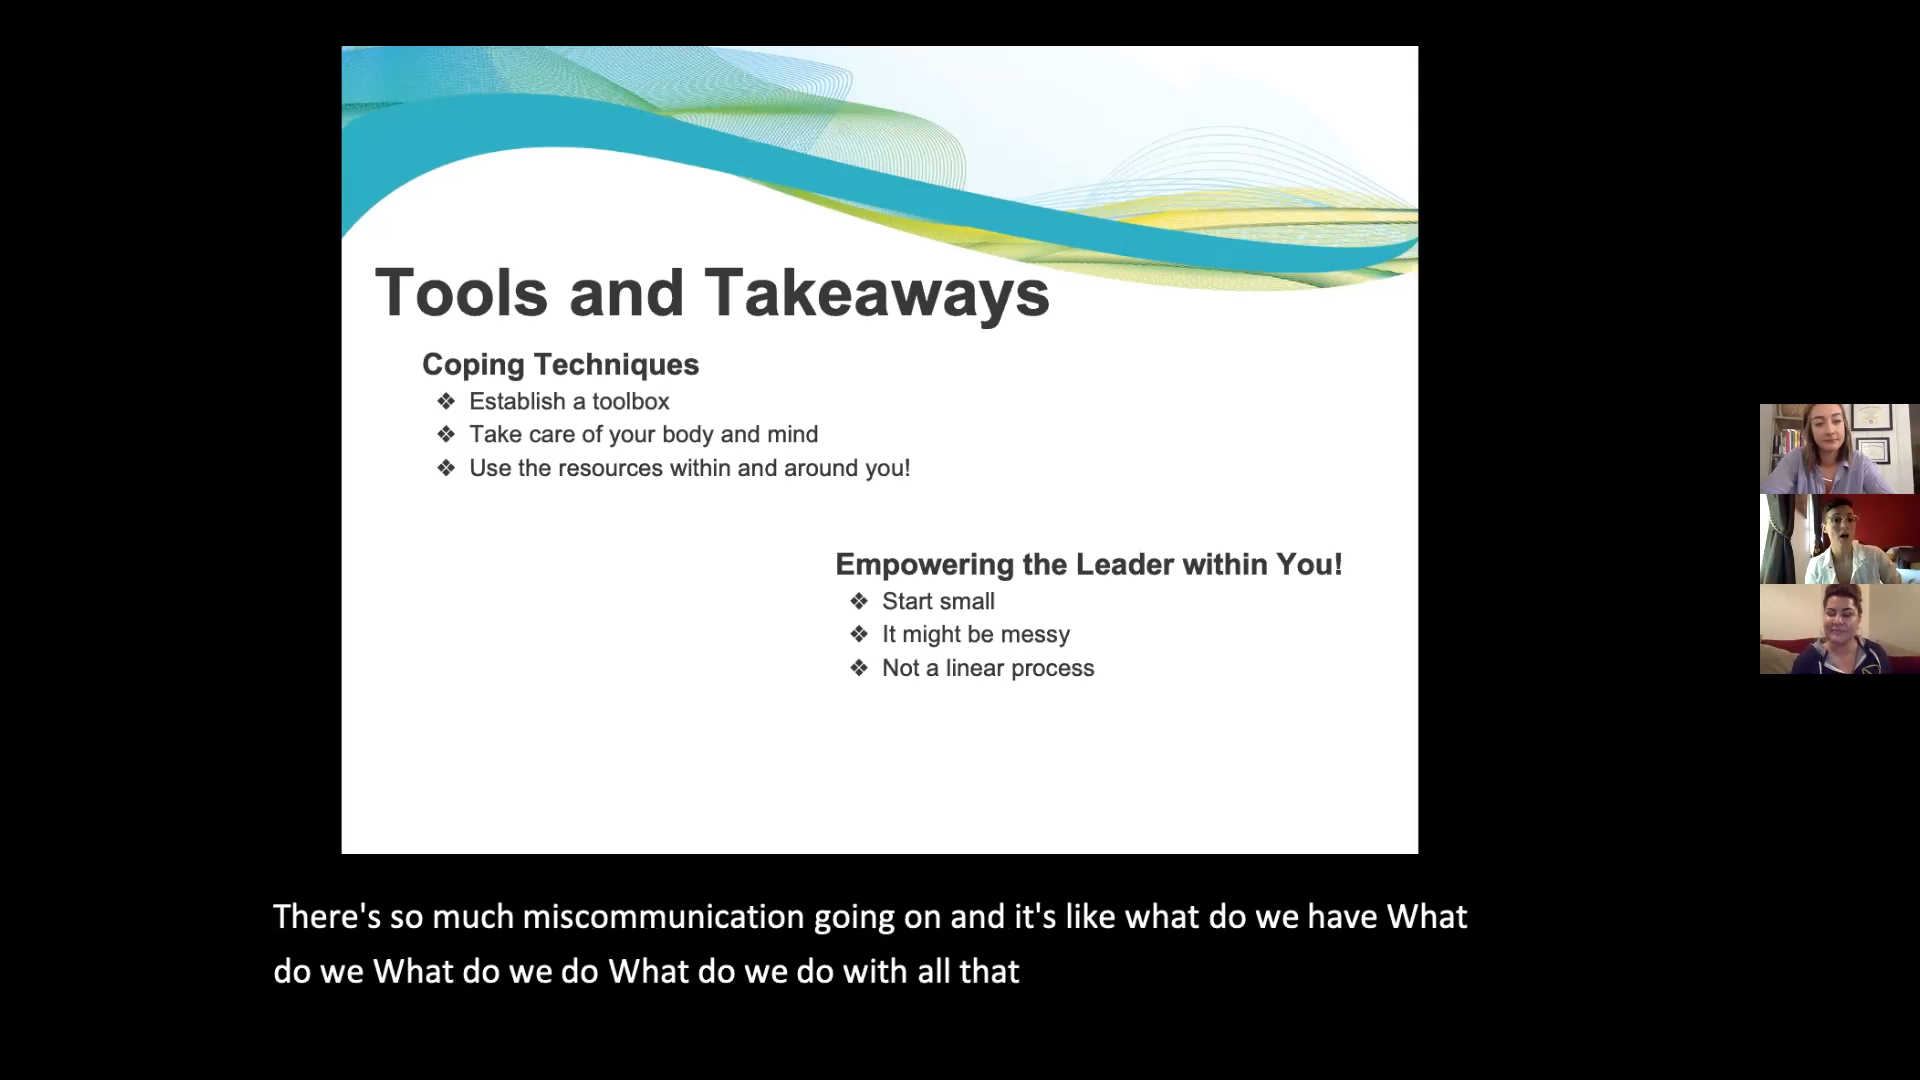 Tools and Takeaways
Coping Techniques
❖ Establish a toolbox
❖ Take care of your body and mind
❖ Use the resources within and around you!
Empowering the Leader within You!
❖ Start small
❖ It might be messy
❖ Not a linear process
There's so much miscommunication going on and it's like what do we have What
do we What do we do What do we do with all that